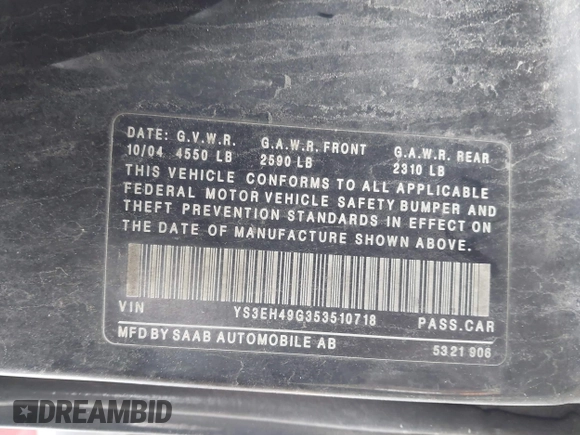 DATE: G.V.W.R. G.A.W.R. FRONT G.A.W.R. REAR
10/04 4550 LB 2590 LB 2310 LB
THIS VEHICLE CONFORMS TO ALL APPLICABLE
FEDERAL MOTOR VEHICLE SAFETY BUMPER AND
THEFT PREVENTION STANDARDS IN EFFECT ON
THE DATE OF MANUFACTURE SHOWN ABOVE.
VIN YS3EH49G353510718 PASS.CAR
MFD BY SAAB AUTOMOBILE AB 5321 906
DREAMBID